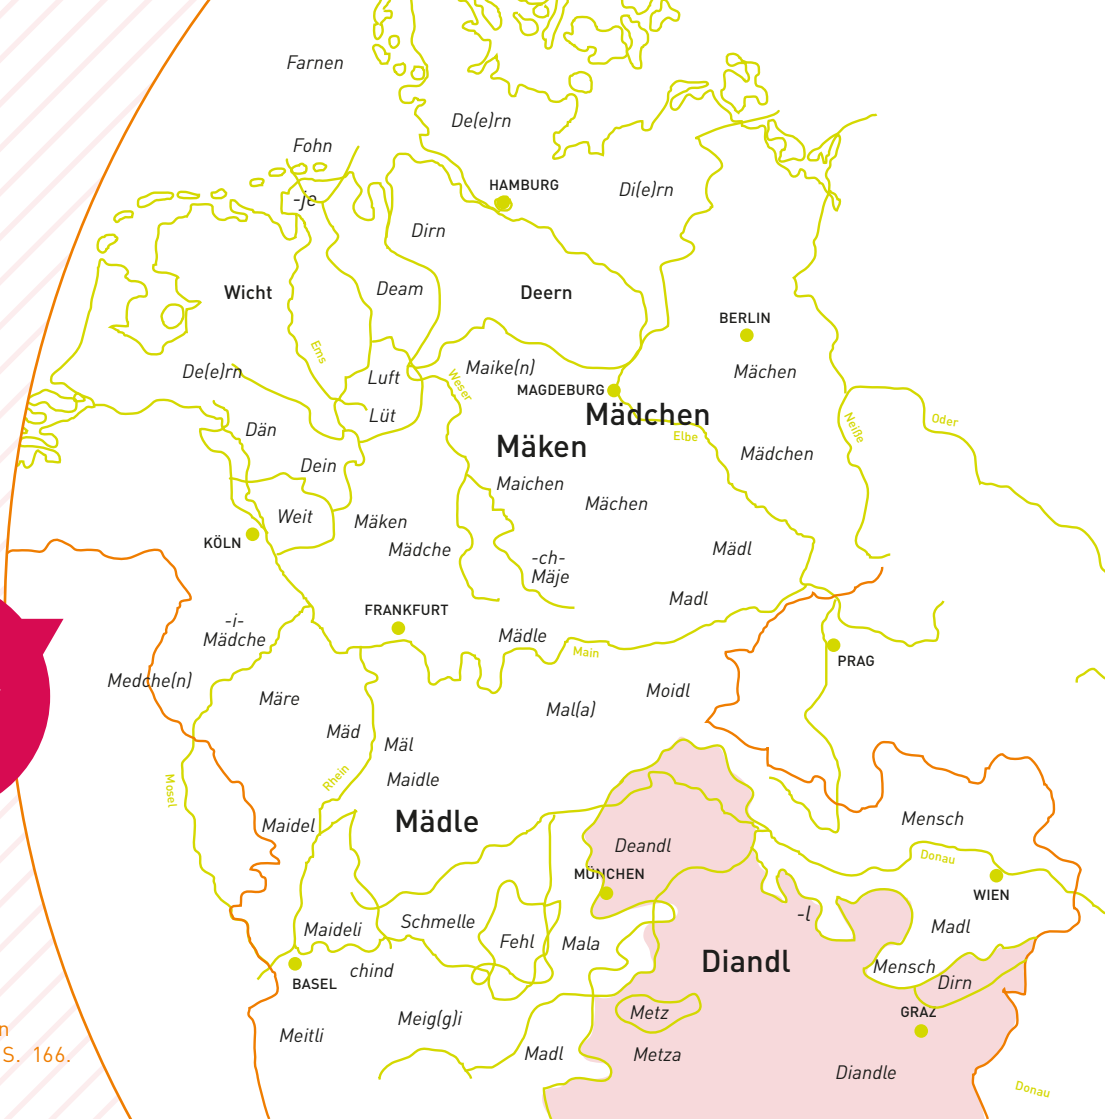 Farnen
De(e)rn
Fohn
HAMBURG
Di(e)rn
-je
Dirn
Wicht
Deam
Deern
BERLIN
Ems
De(e)rn
Luft
Weser
Maike(n)
MAGDEBURG
Mächen
Lüt
Mädchen
Neiße
Oder
Dän
Mäken
Elbe
Dein
Mädchen
Maichen
Mächen
Weit
Mäken
KÖLN
Mädche
-ch-
Mäje
Mädl
Madl
FRANKFURT
-i-
Mädche
Mädle
Main
PRAG
Medche(n)
Märe
Moidl
Mal(a)
Mäd
Mäl
Rhein
Maidle
Mosel
Maidel
Mädle
Mensch
Deandl
Donau
MÜNCHEN
WIEN
Maideli
Schmelle
-l
Madl
Fehl
Mala
Diandl
Mensch
chind
BASEL
Dirn
GRAZ
Metz
Meig(g)i
Meitli
n
S. 166.
Madl
Metza
Diandle
Donau